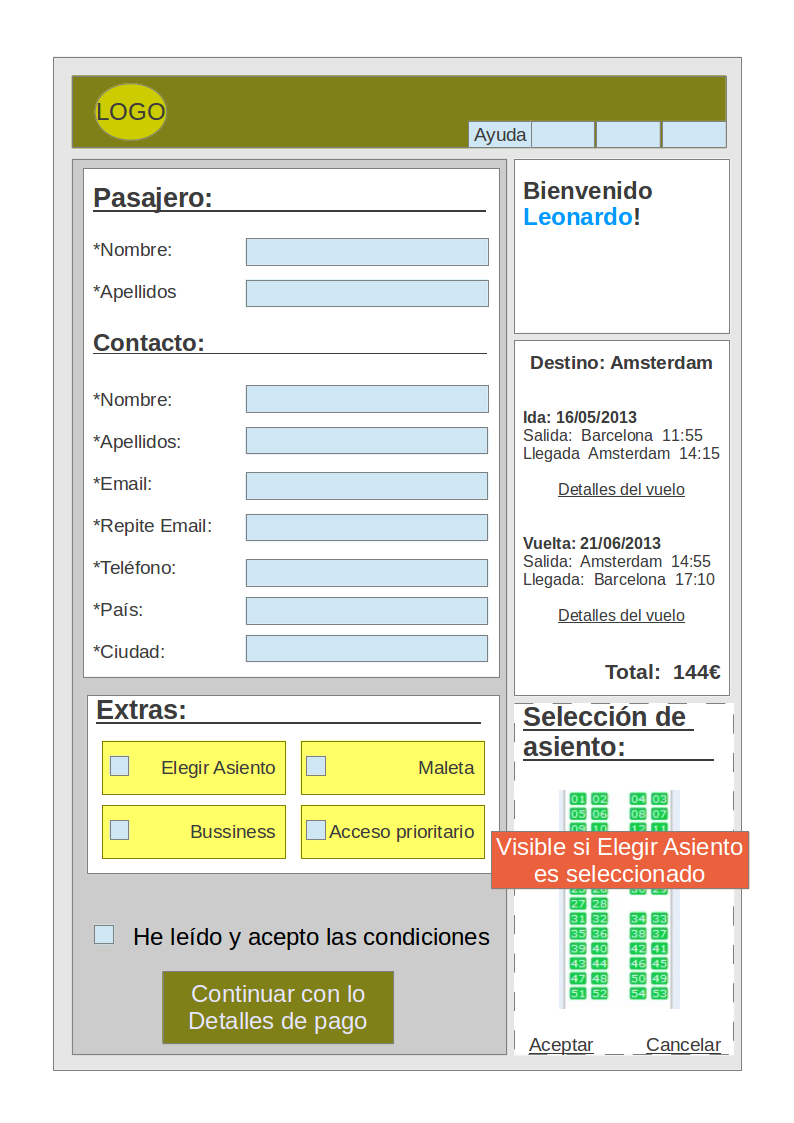 LOGO
Ayuda
Pasajero:
*Nombre:
*Apellidos
Contacto:
*Nombre:
*Apellidos:
*Email:
*Repite Email:
*Teléfono:
*País:
*Ciudad:
Extras:
Elegir Asiento
Maleta
Bussiness
Acceso prioritario
He leído y acepto las condiciones
Continuar con lo
Detalles de pago
Bienvenido
Leonardo!
Destino: Amsterdam
Ida: 16/05/2013
Salida: Barcelona 11:55
Llegada Amsterdam 14:15
Detalles del vuelo
Vuelta: 21/06/2013
Salida: Amsterdam 14:55
Llegada: Barcelona 17:10
Detalles del vuelo
Total: 144€
Selección de
asiento:
01 02 04 03
05 06 08 07
09 10 12 11
Visible si Elegir Asiento
es seleccionado
27 28
31 32 34 33
35 36 38 37
39 40 42 41
43 44 46 45
47 48 50 49
51 52 54 53
Aceptar
Cancelar